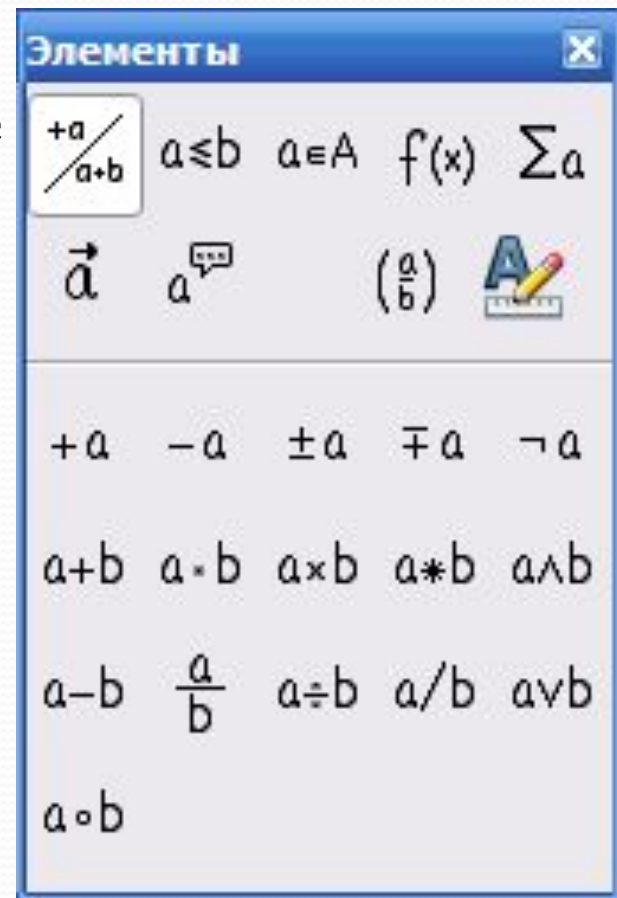 Элементы
+a/a+b a≤b a∈A f(x) Σa
a⃗ a (a/b) A
+a −a ±a ∓a ¬a
a+b a·b a×b a∗b a∧b
a−b a/b a÷b a/b a∨b
a∘b